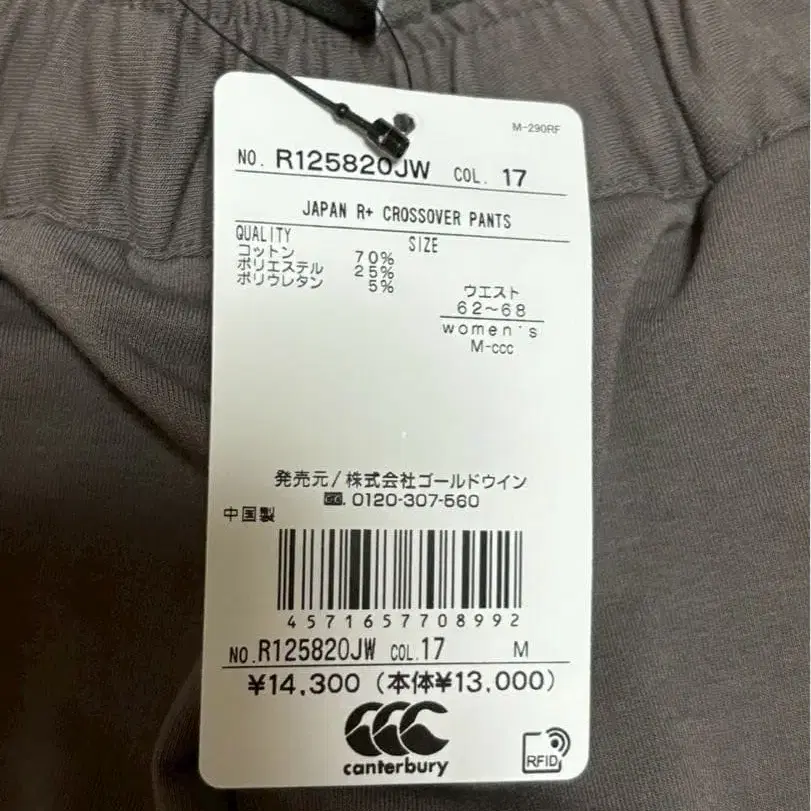 M-290RF
NO. R125820JW COL. 17
JAPAN R+ CROSSOVER PANTS
QUALITY SIZE
コットン 70%
ポリエステル 25%
ポリウレタン 5%
ウエスト
62〜68
women's
M-ccc
発売元/株式会社ゴールドウイン
0120-307-560
中国製
4571657708992
NO.R125820JW COL.17 M
¥14,300 (本体¥13,000)
CCC
canterbury
RFID